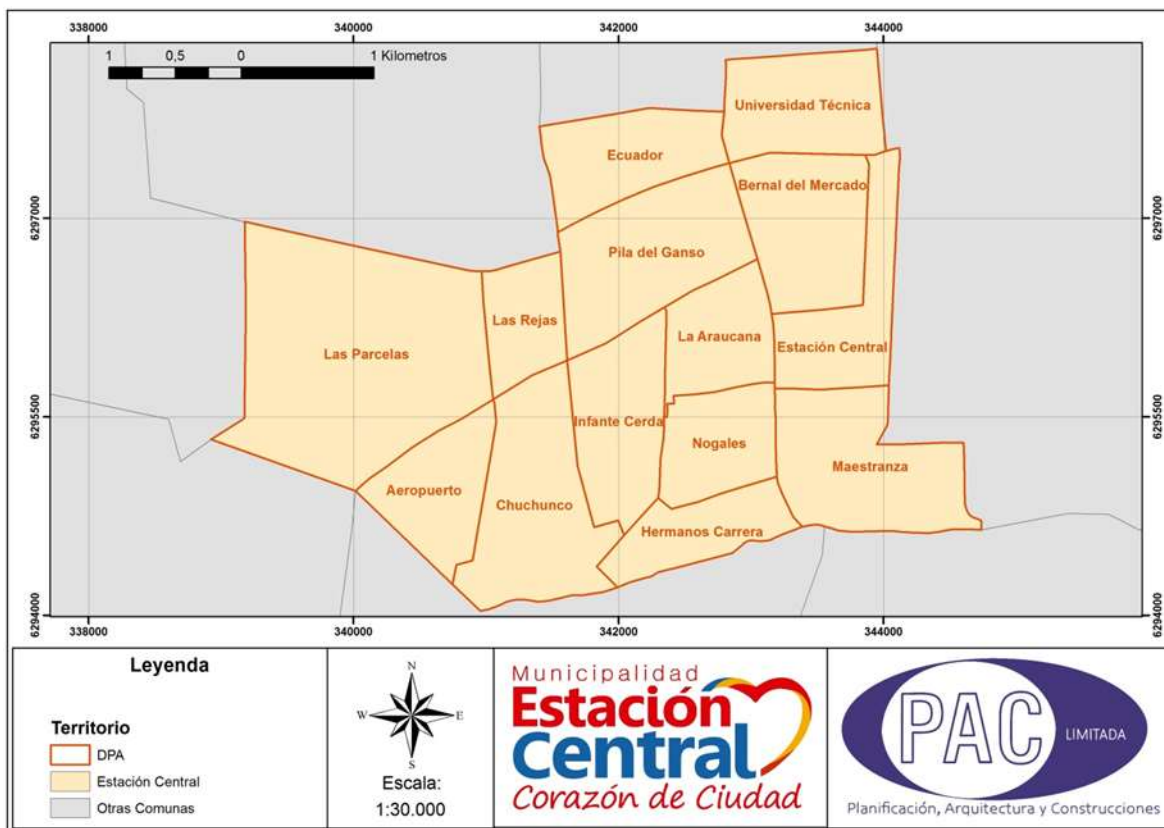 338000 340000 342000 344000
1 0,5 0 1 Kilometros
Universidad Técnica
Ecuador
Bernal del Mercado
6297000 6297000
Pila del Ganso
Las Rejas
La Araucana
Estación Central
Las Parcelas
6295500 6295500
Infante Cerda
Nogales
Maestranza
Aeropuerto
Chuchunco
Hermanos Carrera
6294000 6294000
338000 340000 342000 344000
Leyenda
Territorio
DPA
Estación Central
Otras Comunas
N
W E
S
Escala:
1:30.000
Municipalidad
Estación
Central
Corazón de Ciudad
PAC
LIMITADA
Planificación, Arquitectura y Construcciones